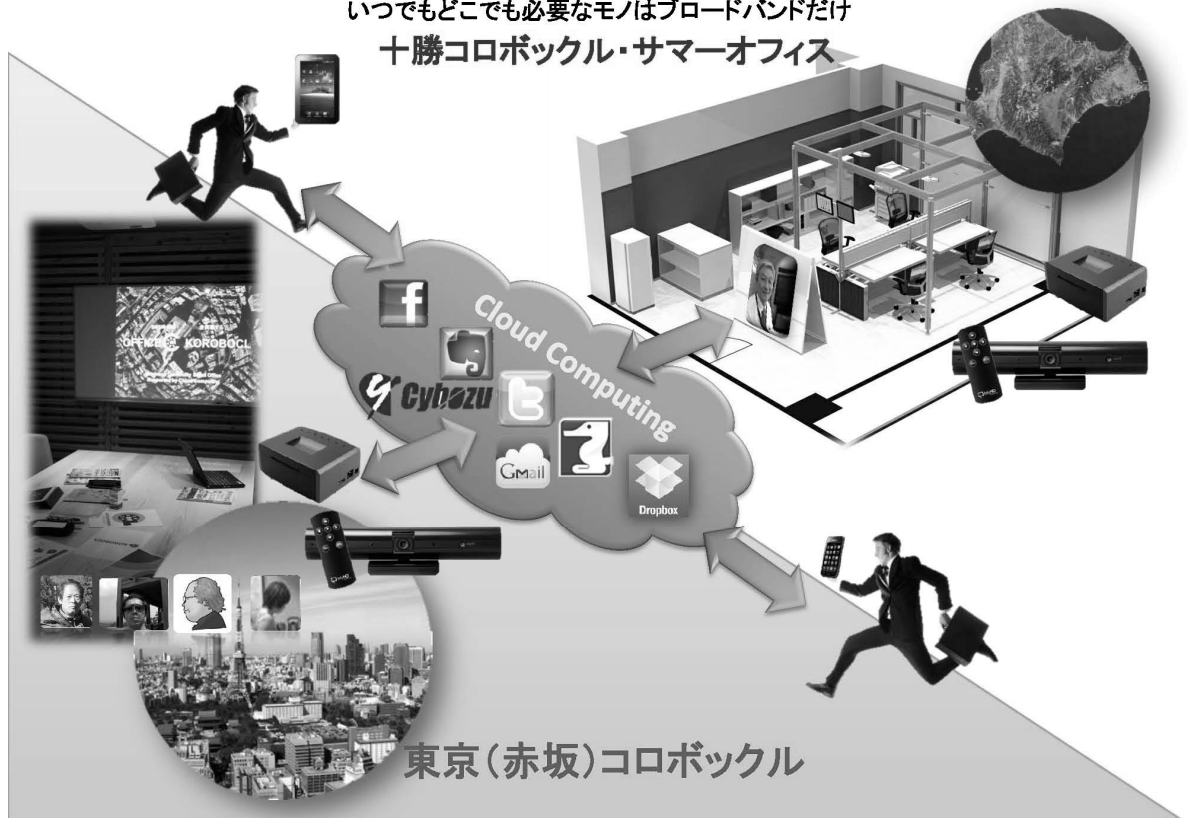 いつでもどこでも必要なモノはブロードバンドだけ
十勝コロボックル・サマーオフィス
Cloud Computing
f
Cybozu
t
GMail
Dropbox
OFFICE KOROBOCL
東京(赤坂)コロボックル